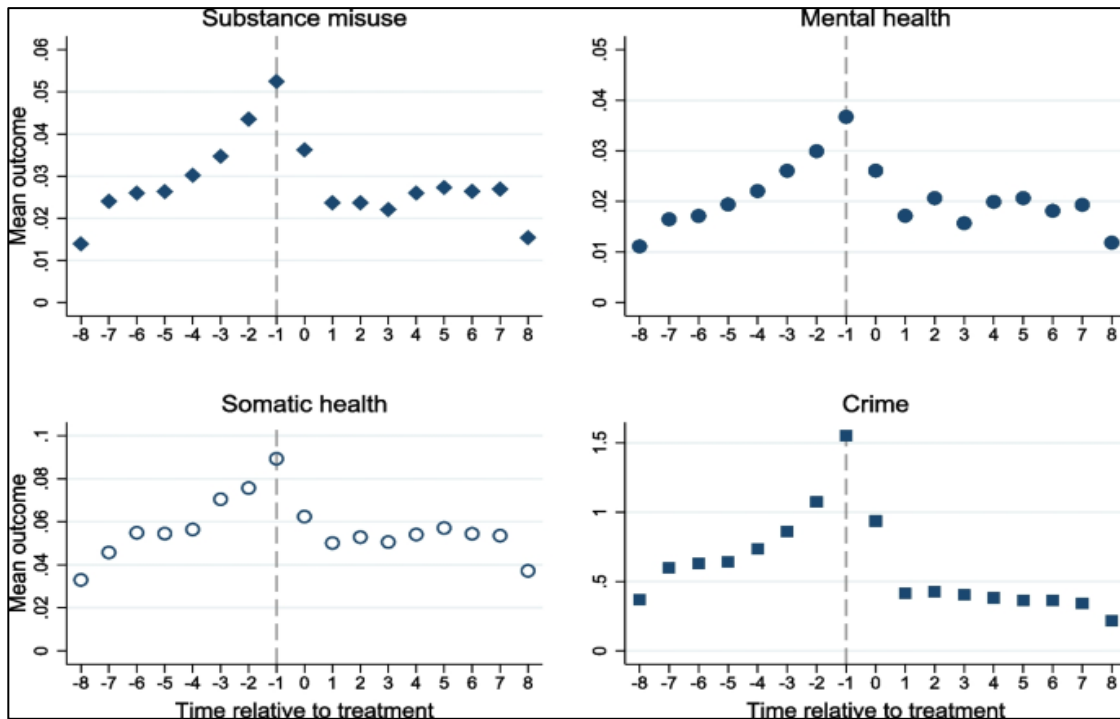 Substance misuse
Mean outcome
.06
.05
.04
.03
.02
.01
0
-8 -7 -6 -5 -4 -3 -2 -1 0 1 2 3 4 5 6 7 8
Mental health
.05
.04
.03
.02
.01
0
-8 -7 -6 -5 -4 -3 -2 -1 0 1 2 3 4 5 6 7 8
Somatic health
Mean outcome
.1
.08
.06
.04
.02
0
-8 -7 -6 -5 -4 -3 -2 -1 0 1 2 3 4 5 6 7 8
Time relative to treatment
Crime
1.5
1
.5
0
-8 -7 -6 -5 -4 -3 -2 -1 0 1 2 3 4 5 6 7 8
Time relative to treatment